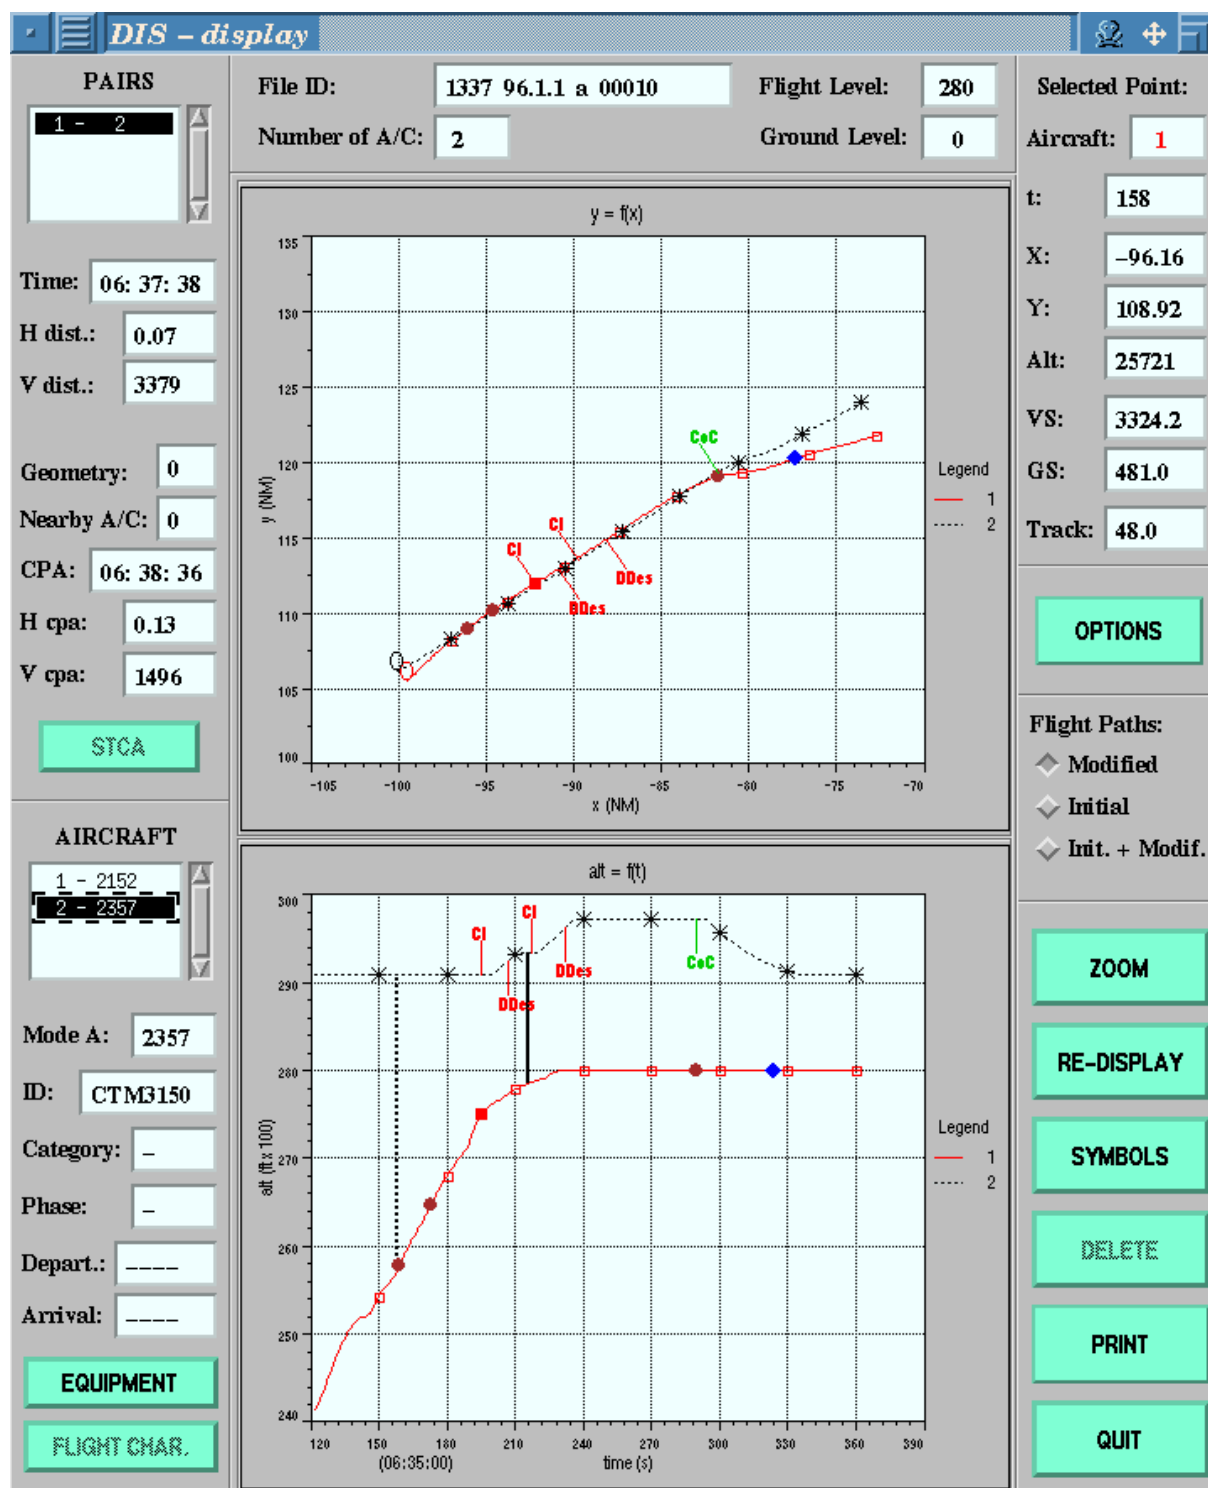 DIS – display
PAIRS
1 - 2
Time: 06: 37: 38
H dist.: 0.07
V dist.: 3379
Geometry: 0
Nearby A/C: 0
CPA: 06: 38: 36
H cpa: 0.13
V cpa: 1496
STCA
AIRCRAFT
1 - 2152
2 - 2357
Mode A: 2357
ID: CTM3150
Category: –
Phase: –
Depart.: ----
Arrival: ----
EQUIPMENT
FLIGHT CHAR.
File ID: 1337 96.1.1 a 00010
Flight Level: 280
Number of A/C: 2
Ground Level: 0
y = f(x)
135
130
125
120
115
110
105
100
y (NM)
CoC
CI
CI
DDes
DDes
-105 -100 -95 -90 -85 -80 -75 -70
x (NM)
Legend
1
2
alt = f(t)
300
290
280
270
260
250
240
alt (ft x 100)
CI
CI
DDes
DDes
CoC
120 150 180 210 240 270 300 330 360 390
(06:35:00)
time (s)
Legend
1
2
Selected Point:
Aircraft: 1
t: 158
X: –96.16
Y: 108.92
Alt: 25721
VS: 3324.2
GS: 481.0
Track: 48.0
OPTIONS
Flight Paths:
Modified
Initial
Init. + Modif.
ZOOM
RE–DISPLAY
SYMBOLS
DELETE
PRINT
QUIT